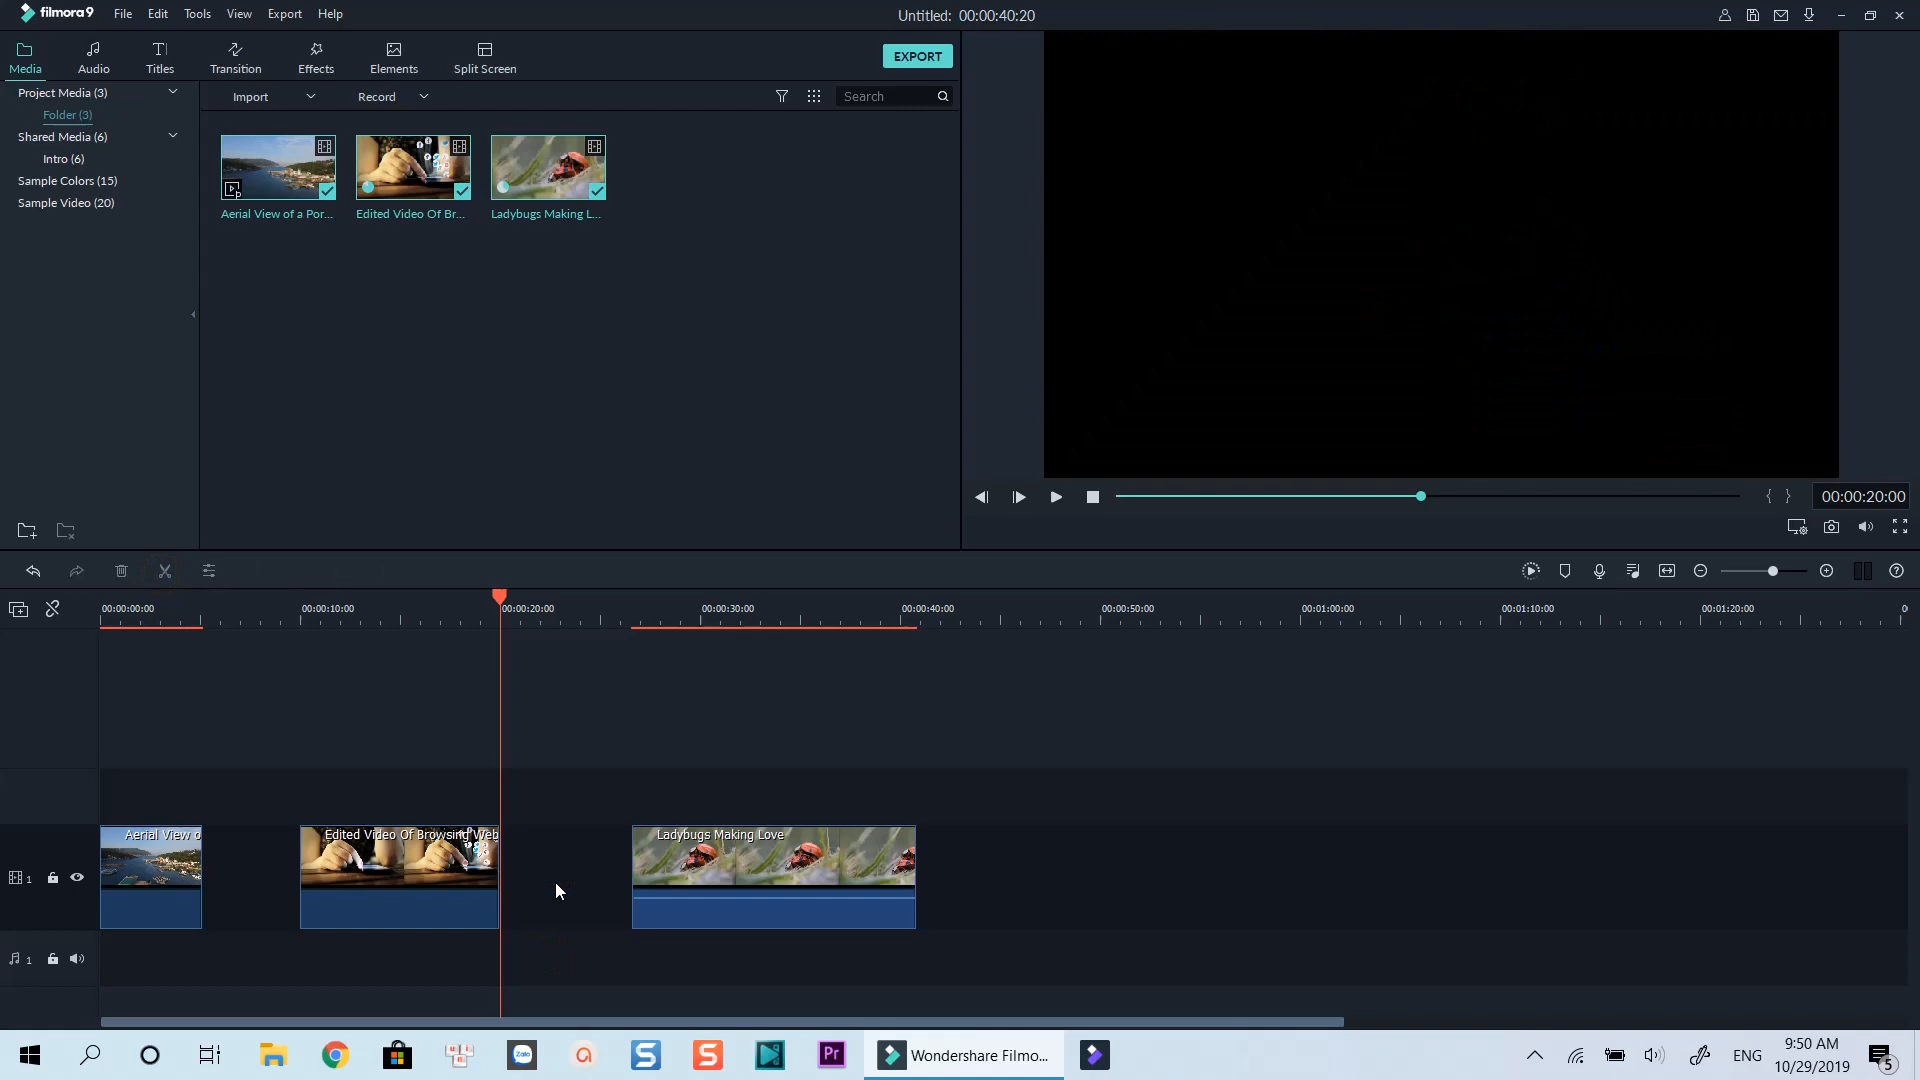 filmora9 File Edit Tools View Export Help
Untitled: 00:00:40:20
Media Audio Titles Transition Effects Elements Split Screen
EXPORT
Project Media (3)
Folder (3)
Shared Media (6)
Intro (6)
Sample Colors (15)
Sample Video (20)
Import Record
Search
Aerial View of a Por... Edited Video Of Br... Ladybugs Making L...
{ } 00:00:20:00
00:00:00:00 00:00:10:00 00:00:20:00 00:00:30:00 00:00:40:00 00:00:50:00 00:01:00:00 00:01:10:00 00:01:20:00
Aerial View o
Edited Video Of Browsing Web
Ladybugs Making Love
1
1
Zalo
Pr
Wondershare Filmo...
ENG
9:50 AM
10/29/2019
5